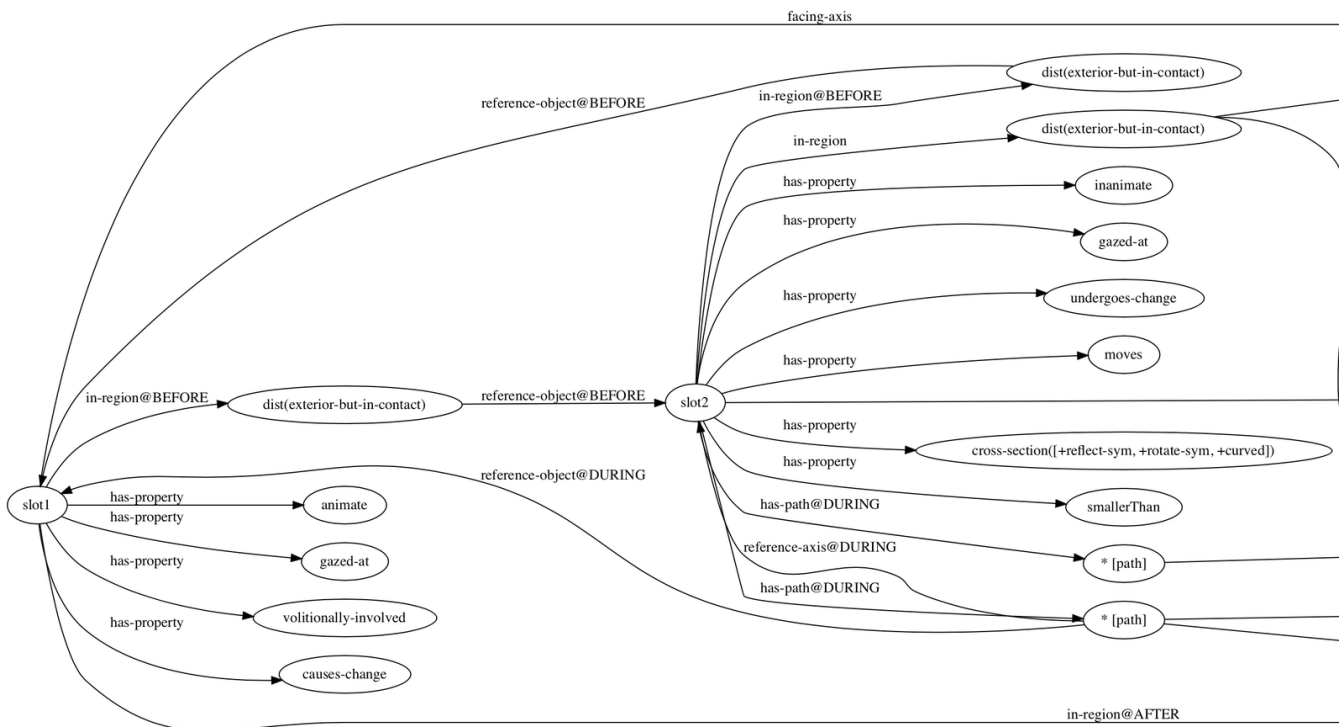 facing-axis
dist(exterior-but-in-contact)
reference-object@BEFORE
in-region@BEFORE
dist(exterior-but-in-contact)
in-region
has-property
inanimate
has-property
gazed-at
has-property
undergoes-change
has-property
moves
in-region@BEFORE
dist(exterior-but-in-contact)
reference-object@BEFORE
slot2
has-property
cross-section([+reflect-sym, +rotate-sym, +curved])
reference-object@DURING
has-property
slot1
has-property
animate
has-property
has-path@DURING
smallerThan
reference-axis@DURING
has-property
gazed-at
* [path]
has-path@DURING
volitionally-involved
* [path]
has-property
causes-change
in-region@AFTER